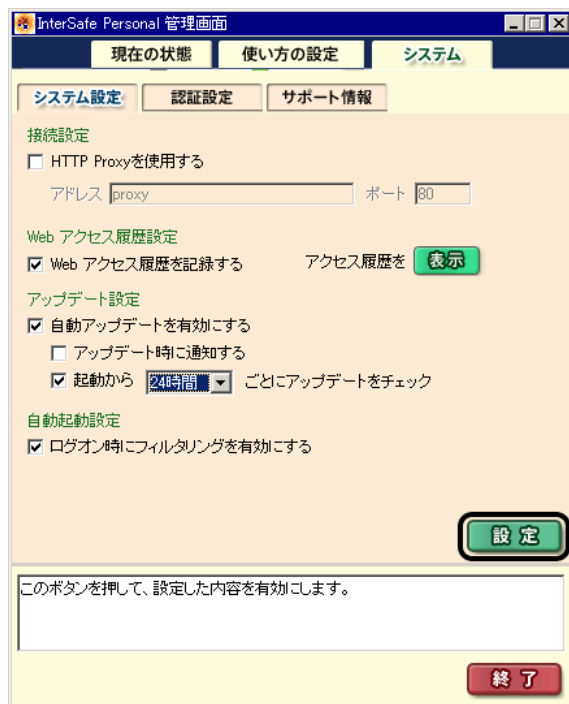 InterSafe Personal 管理画面
現在の状態 使い方の設定 システム
システム設定 認証設定 サポート情報
接続設定
HTTP Proxyを使用する
アドレス proxy ポート 80
Web アクセス履歴設定
Web アクセス履歴を記録する アクセス履歴を 表示
アップデート設定
自動アップデートを有効にする
アップデート時に通知する
起動から 24時間 ごとにアップデートをチェック
自動起動設定
ログオン時にフィルタリングを有効にする
設定
このボタンを押して、設定した内容を有効にします。
終了